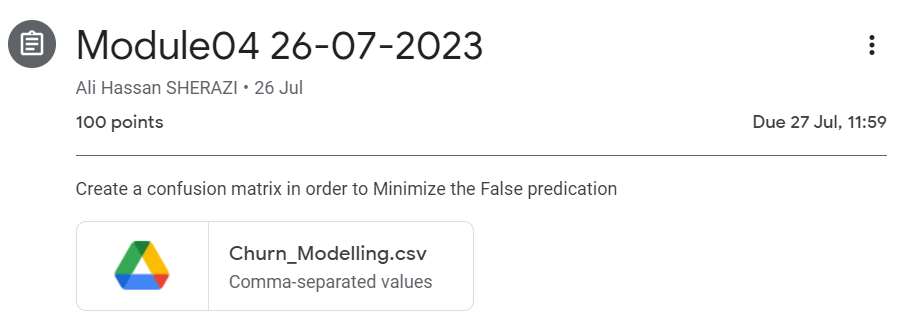 Module04 26-07-2023
Ali Hassan SHERAZI • 26 Jul
100 points
Due 27 Jul, 11:59
Create a confusion matrix in order to Minimize the False predication
Churn_Modelling.csv
Comma-separated values